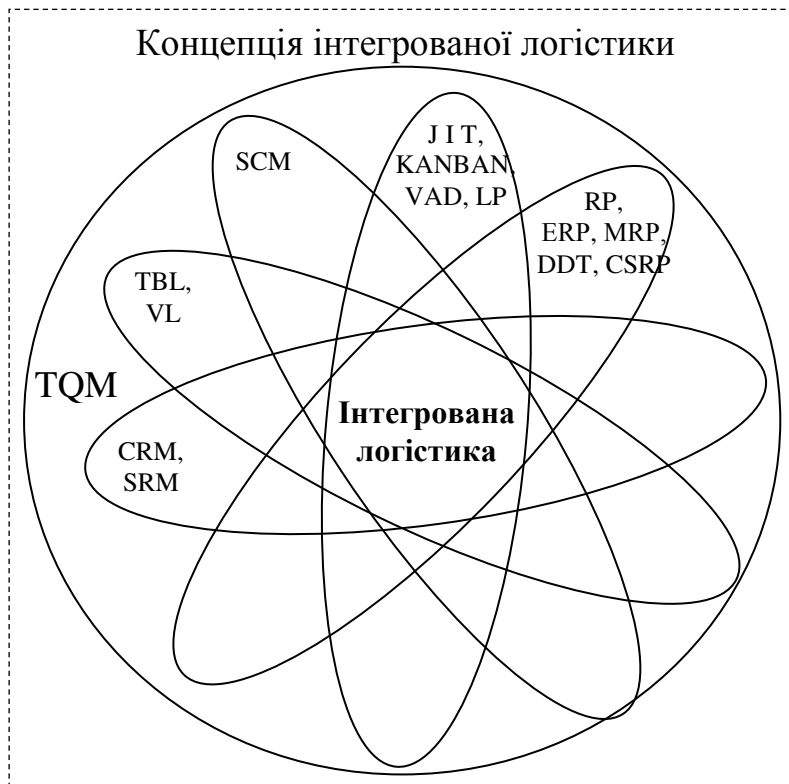 Концепція інтегрованої логістики
J I T,
KANBAN,
VAD, LP
SCM
RP,
ERP, MRP,
DDT, CSRP
TBL,
VL
TQM
Інтегрована
логістика
CRM,
SRM